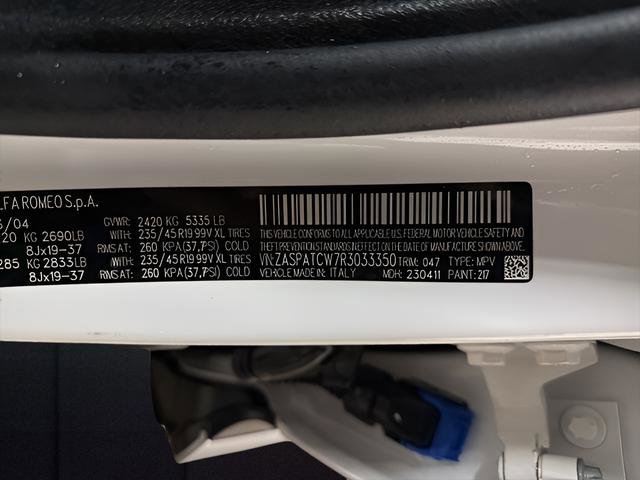 LFA ROMEO S.p.A.
/04 GVWR: 2420 KG 5335 LB
20 KG 2690LB WITH: 235/45R19 99V XL TIRES
8Jx19-37 RIMS AT: 260 KPA(37,7PSI) COLD
285 KG 2833LB WITH: 235/45R19 99V XL TIRES
8Jx19-37 RIMS AT: 260 KPA(37,7PSI) COLD
THIS VEHICLE CONFORMS TO ALL APPLICABLE U.S. FEDERAL MOTOR VEHICLE SAFETY AND
THEFT PREVENTION STANDARDS IN EFFECT ON THE DATE OF MANUFACTURE SHOWN ABOVE.
VIN: ZASPATCW7R3033350 TRIM: 047 TYPE: MPV
VEHICLE MADE IN: ITALY MDH: 230411 PAINT: 217